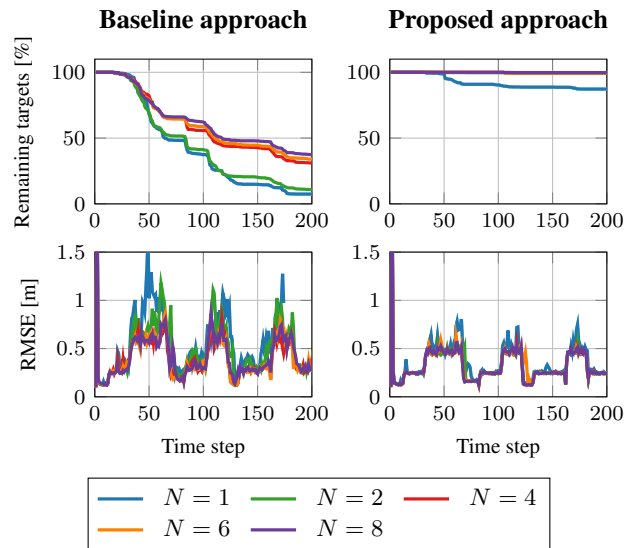 Baseline approach Proposed approach
Remaining targets [%]
100
50
0
0 50 100 150 200
100
50
0
0 50 100 150 200
RMSE [m]
1.5
1
0.5
0
0 50 100 150 200
Time step
1.5
1
0.5
0
0 50 100 150 200
Time step
N = 1 N = 2 N = 4
N = 6 N = 8